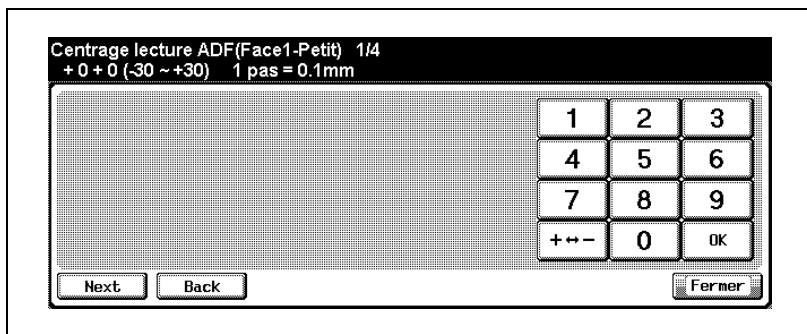 Centrage lecture ADF(Face1-Petit) 1/4
+ 0 + 0 (-30 ~ +30) 1 pas = 0.1mm
1 2 3
4 5 6
7 8 9
+↔− 0 OK
Next Back Fermer